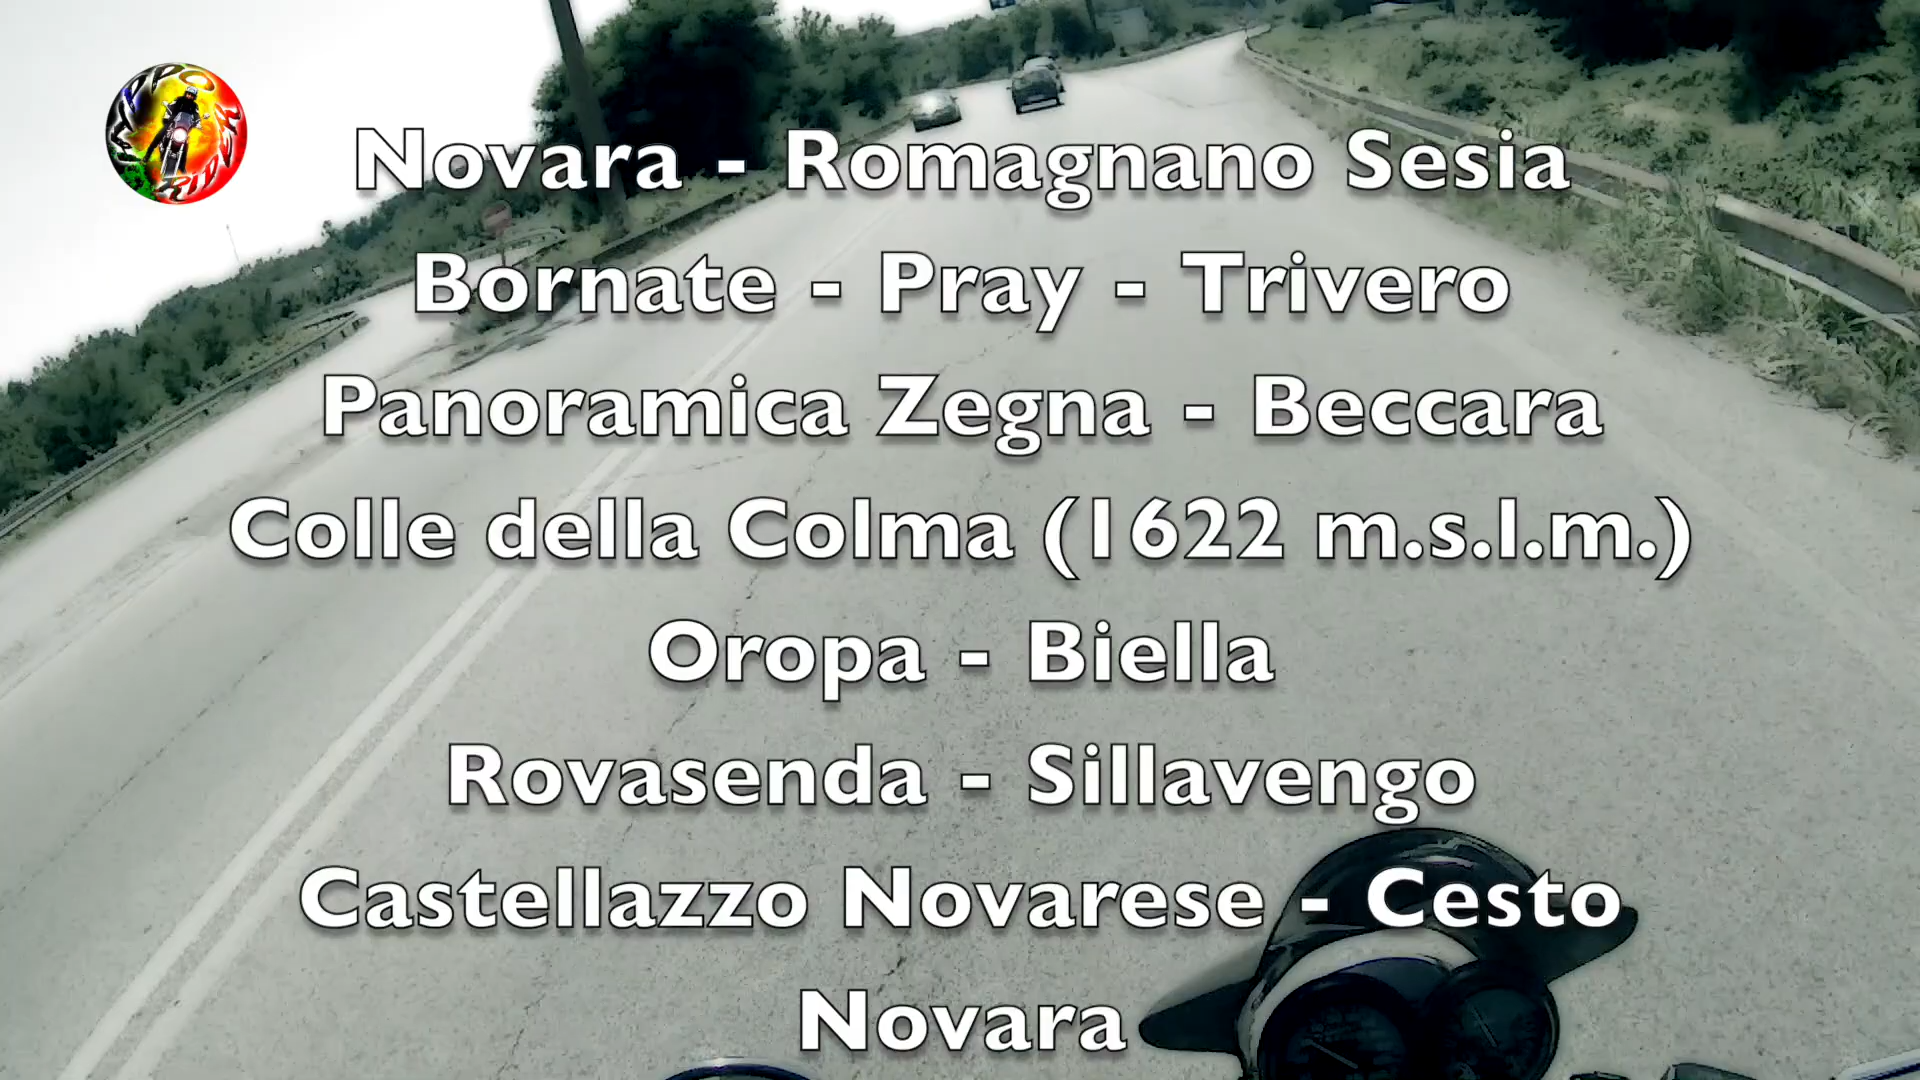 Novara - Romagnano Sesia
Bornate - Pray - Trivero
Panoramica Zegna - Beccara
Colle della Colma (1622 m.s.l.m.)
Oropa - Biella
Rovasenda - Sillavengo
Castellazzo Novarese - Cesto
Novara
RIDER